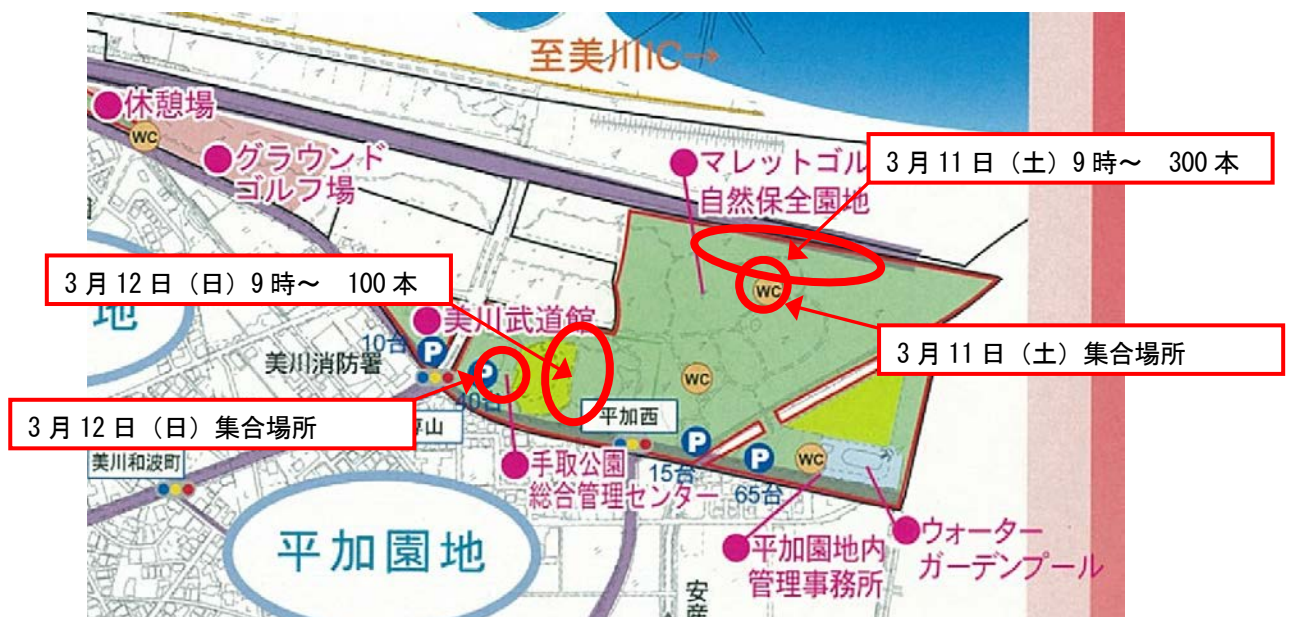 至美川IC→
休憩場
WC
グラウンド
ゴルフ場
マレットゴル
自然保全園地
3月11日（土）9時～　300本
3月12日（日）9時～　100本
WC
地
美川武道館
10台
P
美川消防署
3月11日（土）集合場所
P
40台
WC
3月12日（日）集合場所
山
平加西
P
15台
P
65台
WC
美川和波町
手取公園
総合管理センター
平加園地
平加園地内
管理事務所
ウォーター
ガーデンプール
安
産